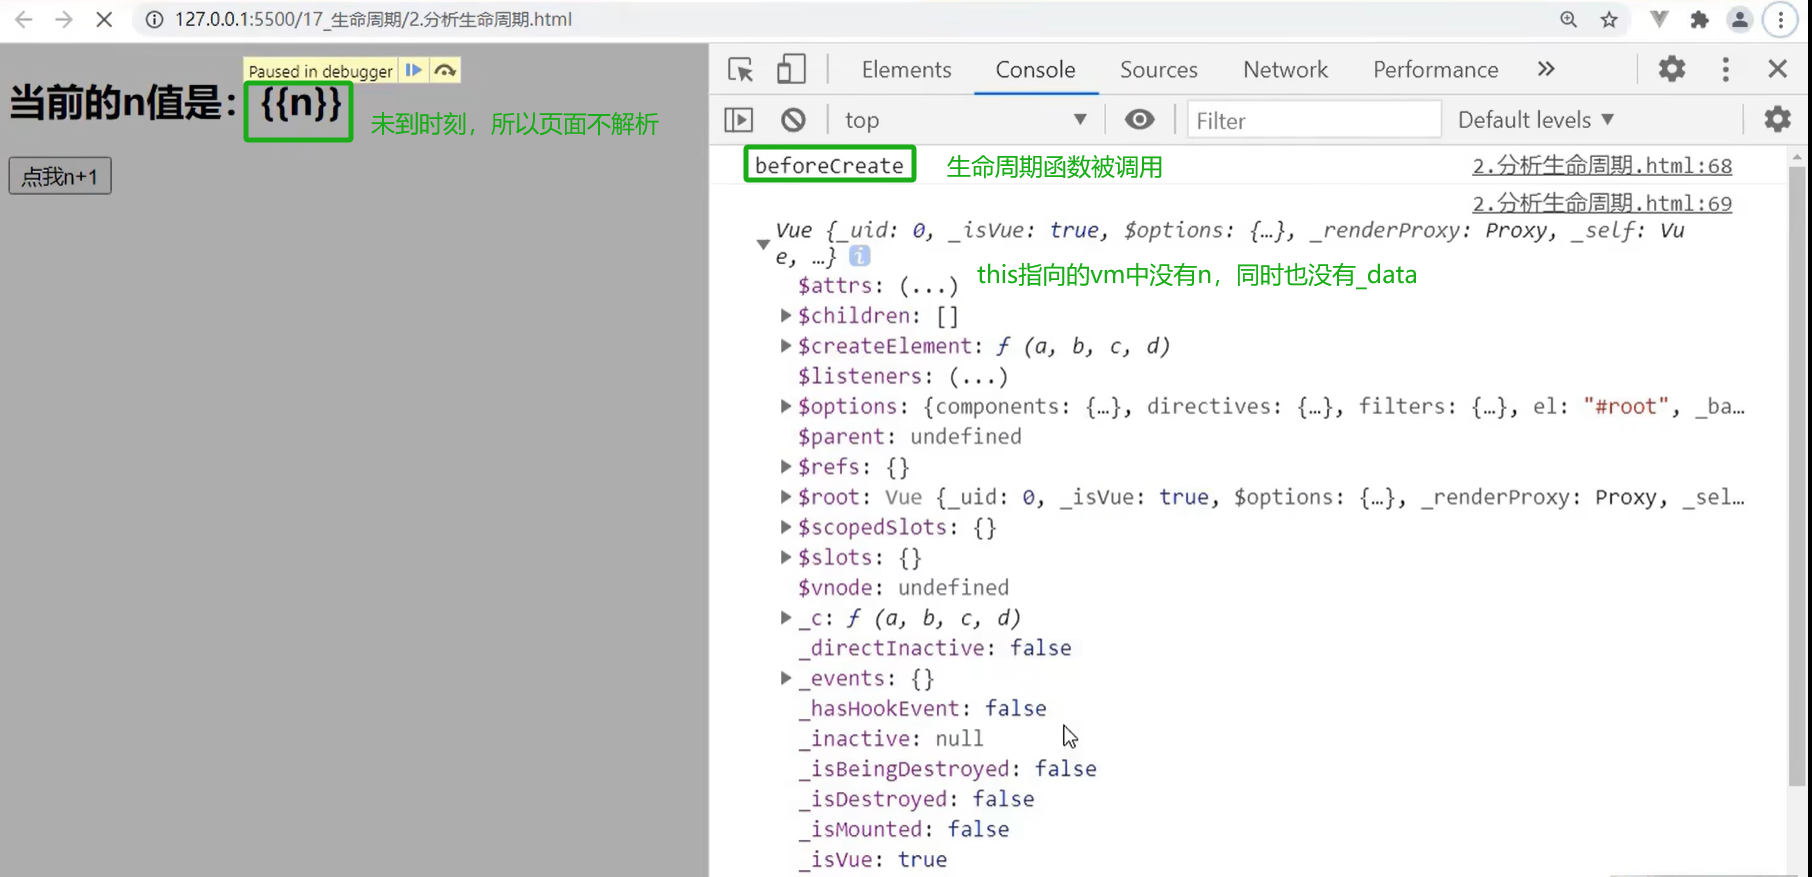 127.0.0.1:5500/17_生命周期/2.分析生命周期.html
Paused in debugger
当前的n值是：{{n}}
未到时刻，所以页面不解析
点我n+1
Elements Console Sources Network Performance
top Filter Default levels
beforeCreate 生命周期函数被调用 2.分析生命周期.html:68
2.分析生命周期.html:69
Vue {_uid: 0, _isVue: true, $options: {…}, _renderProxy: Proxy, _self: Vu
e, …}
this指向的vm中没有n，同时也没有_data
$attrs: (...)
$children: []
$createElement: ƒ (a, b, c, d)
$listeners: (...)
$options: {components: {…}, directives: {…}, filters: {…}, el: "#root", _ba…
$parent: undefined
$refs: {}
$root: Vue {_uid: 0, _isVue: true, $options: {…}, _renderProxy: Proxy, _sel…
$scopedSlots: {}
$slots: {}
$vnode: undefined
_c: ƒ (a, b, c, d)
_directInactive: false
_events: {}
_hasHookEvent: false
_inactive: null
_isBeingDestroyed: false
_isDestroyed: false
_isMounted: false
_isVue: true